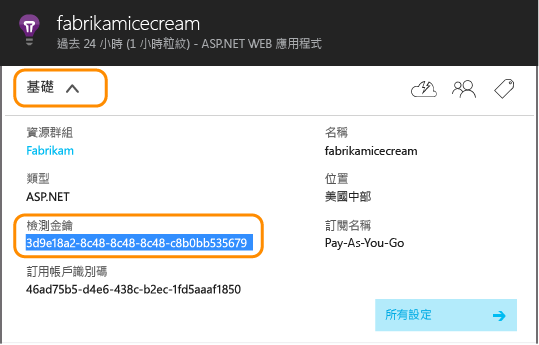 fabrikamicecream
過去 24 小時 (1 小時粒紋) - ASP.NET WEB 應用程式
基礎
資源群組
Fabrikam
名稱
fabrikamicecream
類型
ASP.NET
位置
美國中部
檢測金鑰
3d9e18a2-8c48-8c48-8c48-c8b0bb535679
訂閱名稱
Pay-As-You-Go
訂用帳戶識別碼
46ad75b5-d4e6-438c-b2ec-1fd5aaaf1850
所有設定